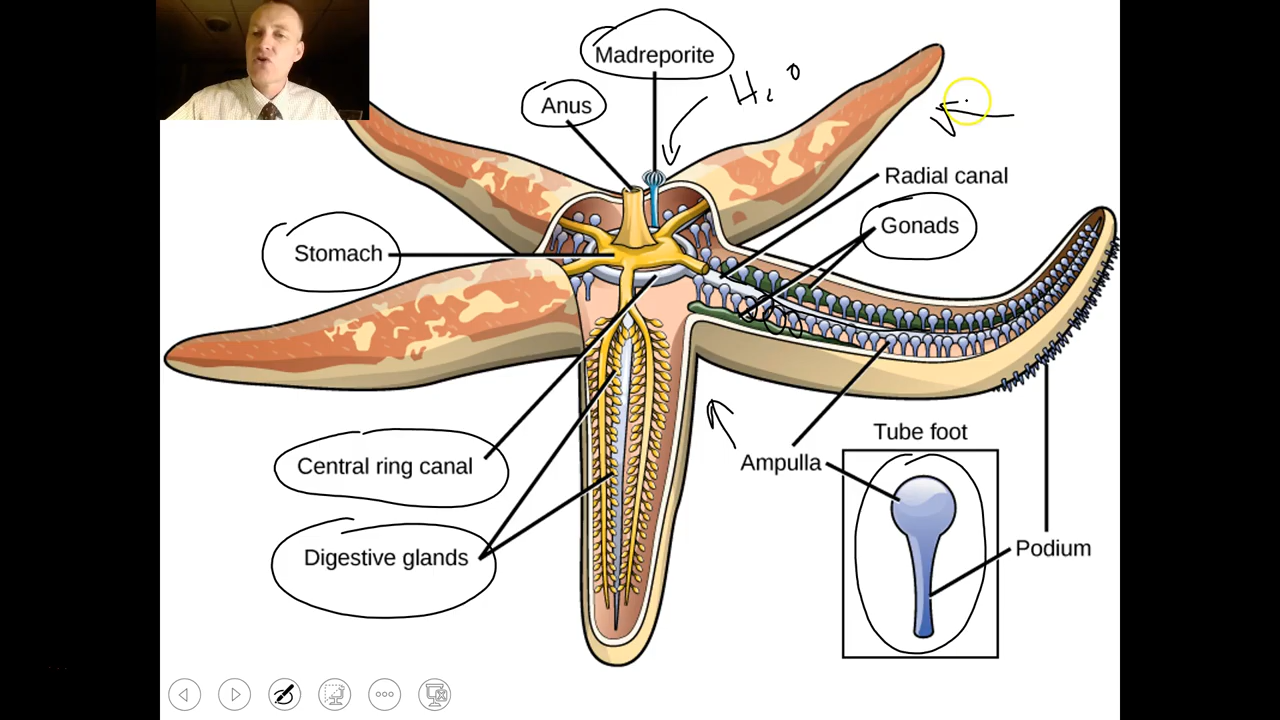 Madreporite
H₂O
Anus
Radial canal
Gonads
Stomach
Tube foot
Central ring canal
Ampulla
Podium
Digestive glands